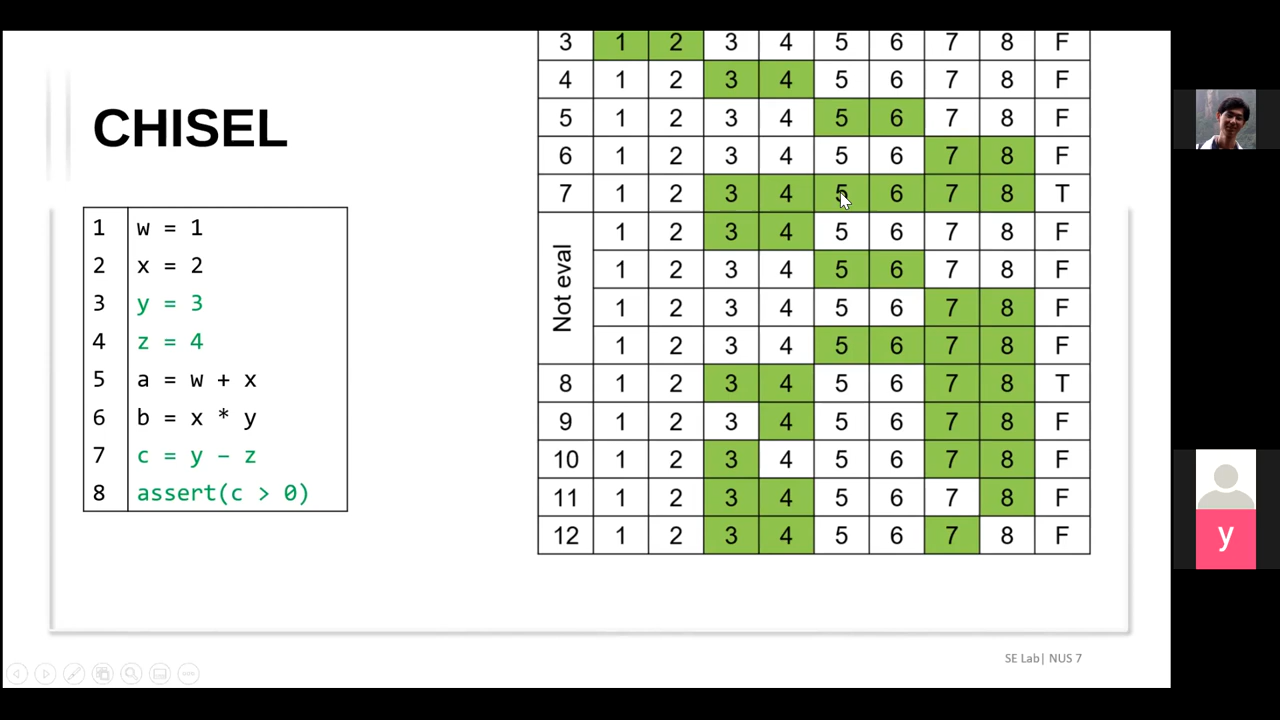 CHISEL
1 w = 1
2 x = 2
3 y = 3
4 z = 4
5 a = w + x
6 b = x * y
7 c = y – z
8 assert(c > 0)
3 1 2 3 4 5 6 7 8 F
4 1 2 3 4 5 6 7 8 F
5 1 2 3 4 5 6 7 8 F
6 1 2 3 4 5 6 7 8 F
7 1 2 3 4 5 6 7 8 T
Not eval
1 2 3 4 5 6 7 8 F
1 2 3 4 5 6 7 8 F
1 2 3 4 5 6 7 8 F
1 2 3 4 5 6 7 8 F
8 1 2 3 4 5 6 7 8 T
9 1 2 3 4 5 6 7 8 F
10 1 2 3 4 5 6 7 8 F
11 1 2 3 4 5 6 7 8 F
12 1 2 3 4 5 6 7 8 F
SE Lab| NUS 7
y